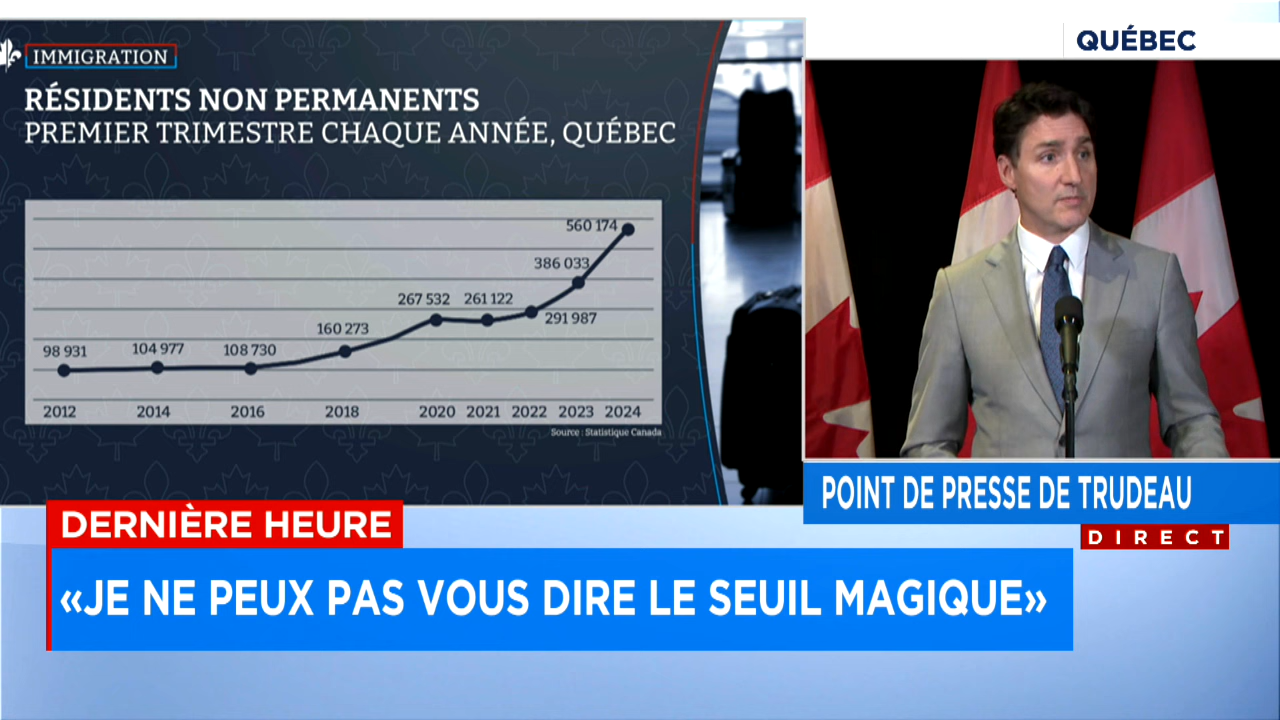 IMMIGRATION
RÉSIDENTS NON PERMANENTS
PREMIER TRIMESTRE CHAQUE ANNÉE, QUÉBEC
560 174
386 033
267 532 261 122
291 987
160 273
98 931 104 977 108 730
2012 2014 2016 2018 2020 2021 2022 2023 2024
Source : Statistique Canada
QUÉBEC
POINT DE PRESSE DE TRUDEAU
DIRECT
DERNIÈRE HEURE
«JE NE PEUX PAS VOUS DIRE LE SEUIL MAGIQUE»